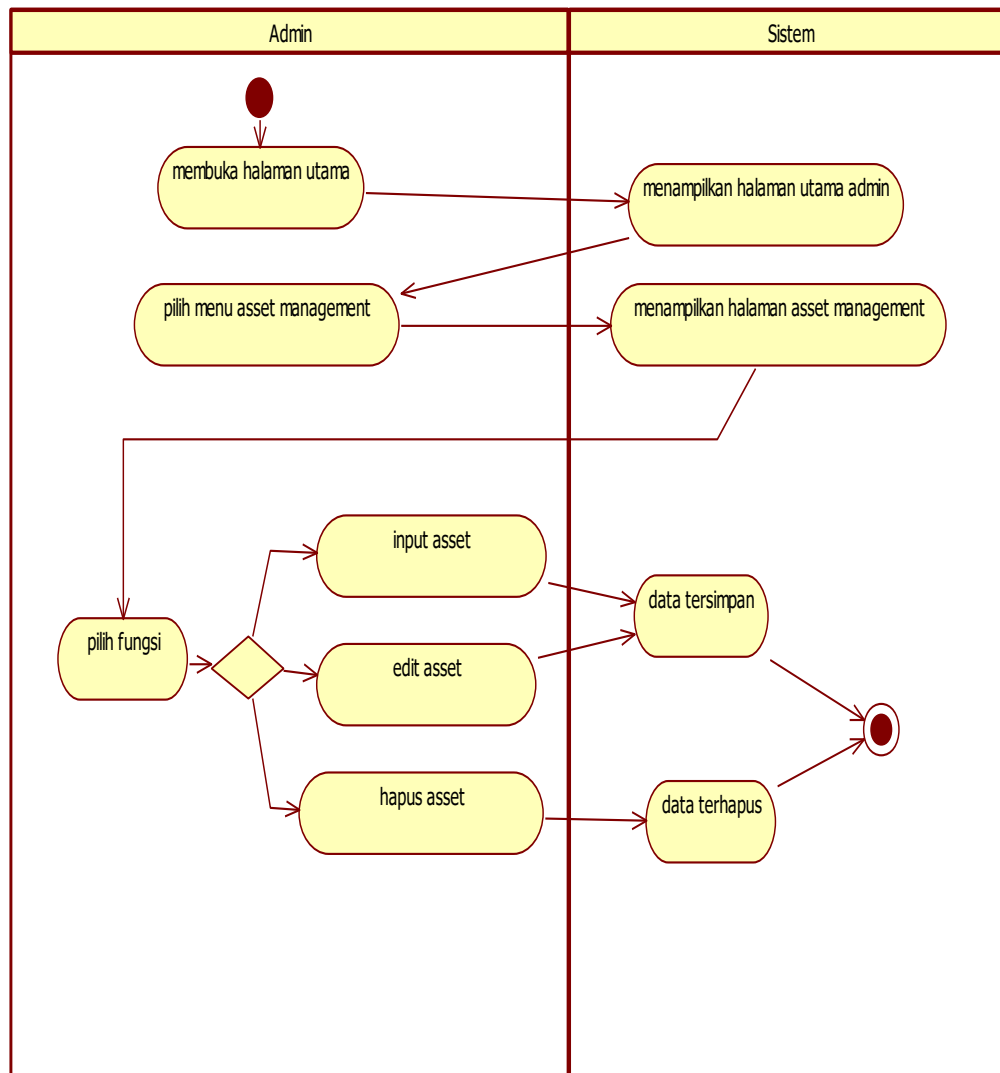 Admin
Sistem
membuka halaman utama
menampilkan halaman utama admin
pilih menu asset management
menampilkan halaman asset management
input asset
data tersimpan
pilih fungsi
edit asset
hapus asset
data terhapus